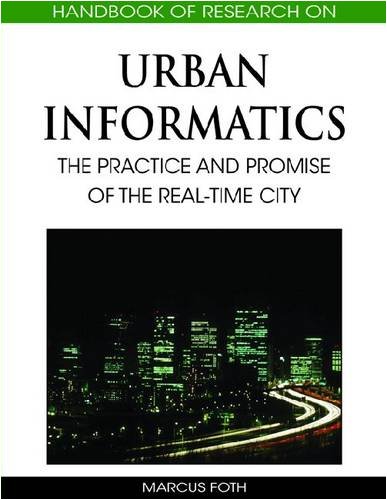 HANDBOOK OF RESEARCH ON
URBAN
INFORMATICS
THE PRACTICE AND PROMISE
OF THE REAL-TIME CITY
MARCUS FOTH